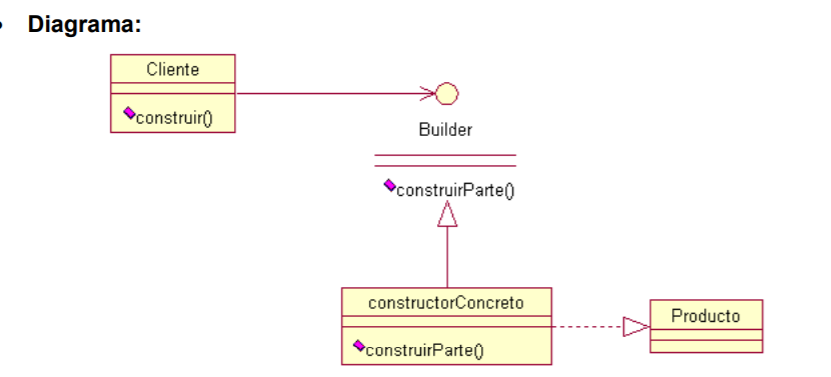 • Diagrama:
Cliente
construir()
Builder
construirParte()
constructorConcreto
construirParte()
Producto